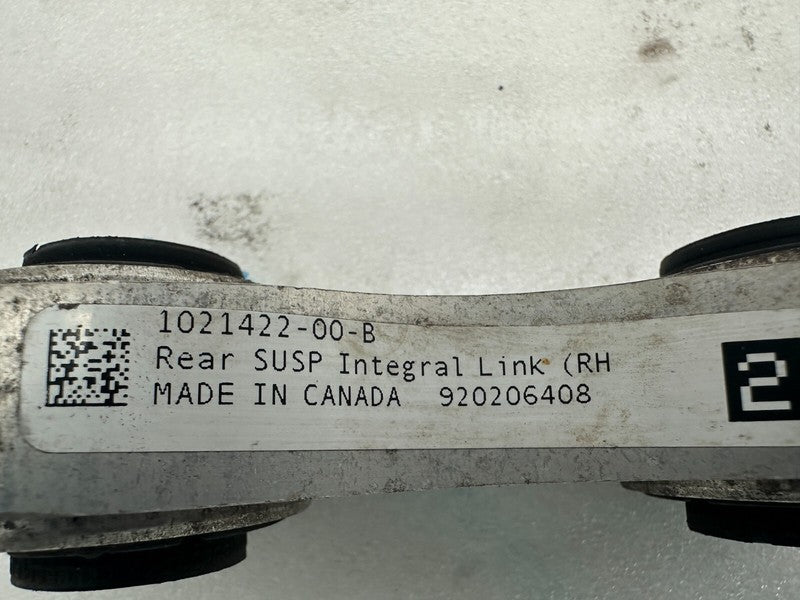 1021422-00-B
Rear SUSP Integral Link (RH
MADE IN CANADA 920206408
2